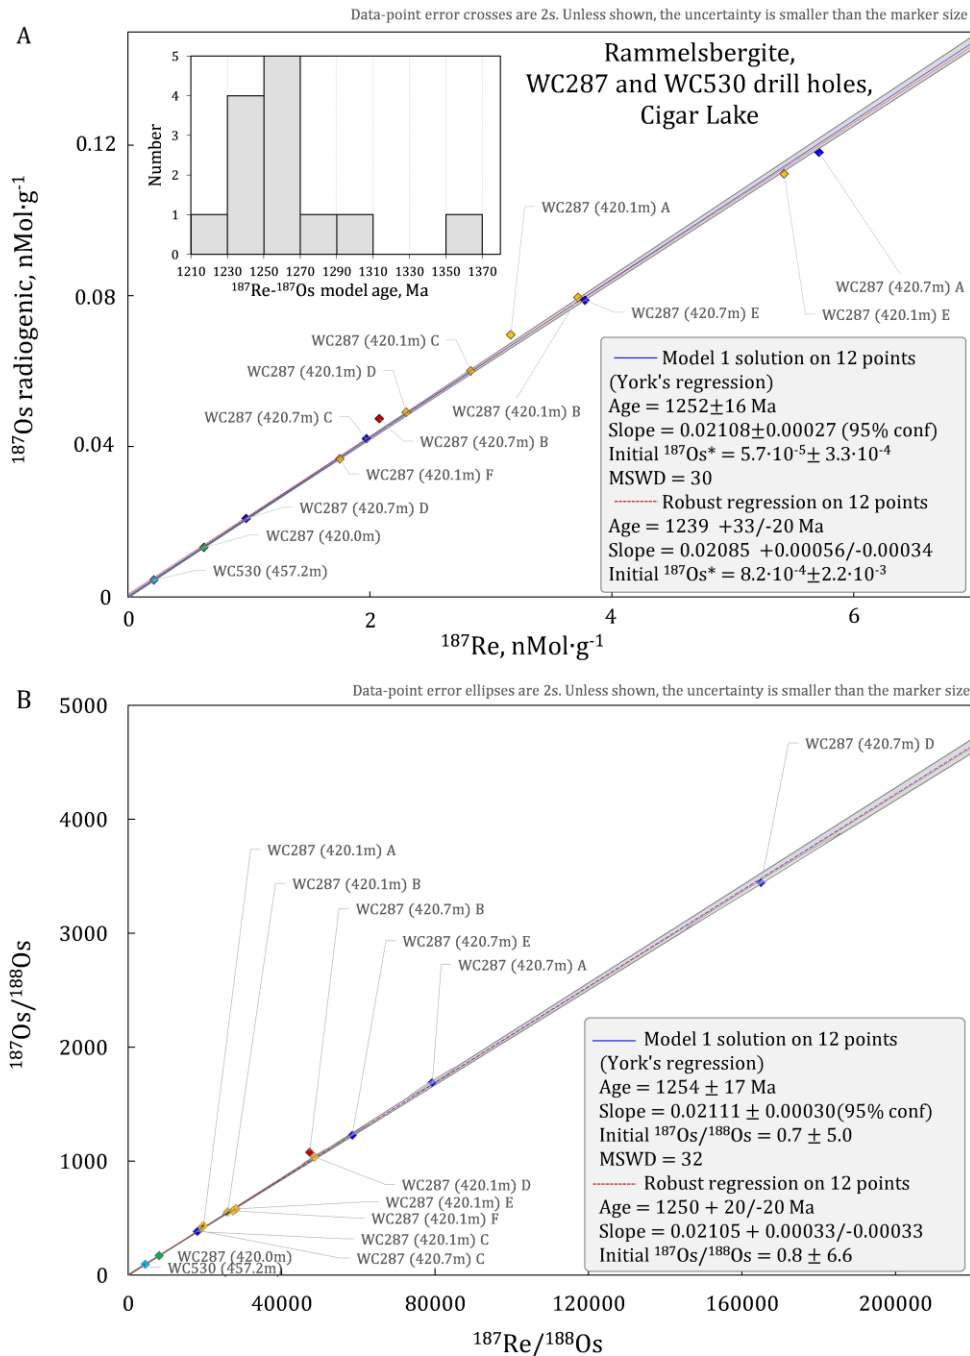 Data-point error crosses are 2s. Unless shown, the uncertainty is smaller than the marker size
A
Rammelsbergite,
WC287 and WC530 drill holes,
Cigar Lake
5
4
3
2
1
0
Number
1210 1230 1250 1270 1290 1310 1330 1350 1370
¹⁸⁷Re-¹⁸⁷Os model age, Ma
0.12
0.08
0.04
0
¹⁸⁷Os radiogenic, nMol·g⁻¹
WC287 (420.1m) A
WC287 (420.7m) A
WC287 (420.7m) E
WC287 (420.1m) E
WC287 (420.1m) C
WC287 (420.1m) D
WC287 (420.1m) B
WC287 (420.7m) C
WC287 (420.7m) B
WC287 (420.1m) F
WC287 (420.7m) D
WC287 (420.0m)
WC530 (457.2m)
Model 1 solution on 12 points
(York's regression)
Age = 1252±16 Ma
Slope = 0.02108±0.00027 (95% conf)
Initial ¹⁸⁷Os* = 5.7·10⁻⁵± 3.3·10⁻⁴
MSWD = 30
Robust regression on 12 points
Age = 1239 +33/-20 Ma
Slope = 0.02085 +0.00056/-0.00034
Initial ¹⁸⁷Os* = 8.2·10⁻⁴±2.2·10⁻³
0 2 4 6
¹⁸⁷Re, nMol·g⁻¹
Data-point error ellipses are 2s. Unless shown, the uncertainty is smaller than the marker size
B
5000
4000
3000
2000
1000
0
¹⁸⁷Os/¹⁸⁸Os
WC287 (420.7m) D
WC287 (420.1m) A
WC287 (420.1m) B
WC287 (420.7m) B
WC287 (420.7m) E
WC287 (420.7m) A
WC287 (420.1m) D
WC287 (420.1m) E
WC287 (420.1m) F
WC287 (420.1m) C
WC287 (420.7m) C
WC287 (420.0m)
WC530 (457.2m)
Model 1 solution on 12 points
(York's regression)
Age = 1254 ± 17 Ma
Slope = 0.02111 ± 0.00030(95% conf)
Initial ¹⁸⁷Os/¹⁸⁸Os = 0.7 ± 5.0
MSWD = 32
Robust regression on 12 points
Age = 1250 + 20/-20 Ma
Slope = 0.02105 + 0.00033/-0.00033
Initial ¹⁸⁷Os/¹⁸⁸Os = 0.8 ± 6.6
0 40000 80000 120000 160000 200000
¹⁸⁷Re/¹⁸⁸Os